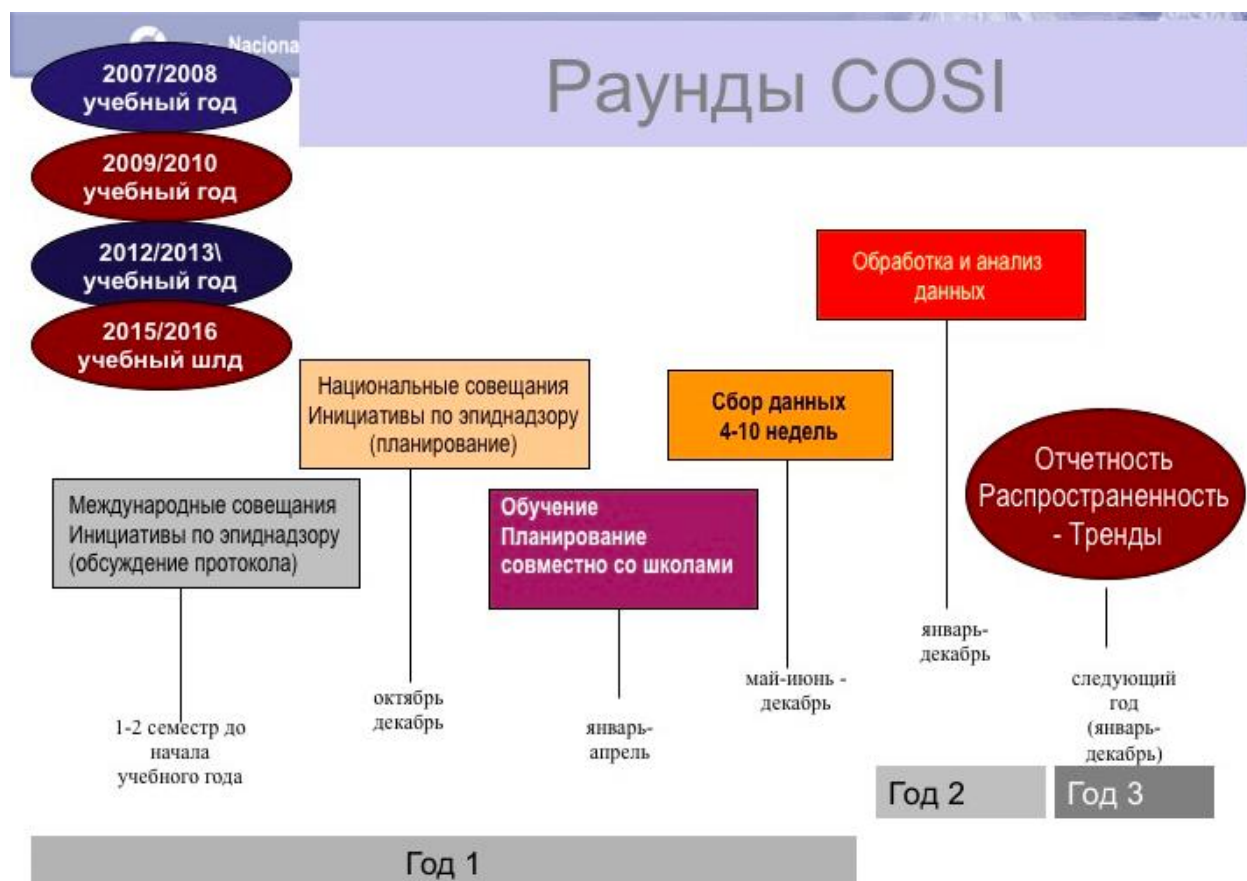 Naciona
Раунды COSI
2007/2008
учебный год
2009/2010
учебный год
2012/2013\
учебный год
2015/2016
учебный шлд
Обработка и анализ
данных
Национальные совещания
Инициативы по эпиднадзору
(планирование)
Сбор данных
4-10 недель
Отчетность
Распространенность
- Тренды
Международные совещания
Инициативы по эпиднадзору
(обсуждение протокола)
Обучение
Планирование
совместно со школами
1-2 семестр до
начала
учебного года
октябрь
декабрь
январь-
апрель
май-июнь -
декабрь
январь-
декабрь
следующий
год
(январь-
декабрь)
Год 2
Год 3
Год 1